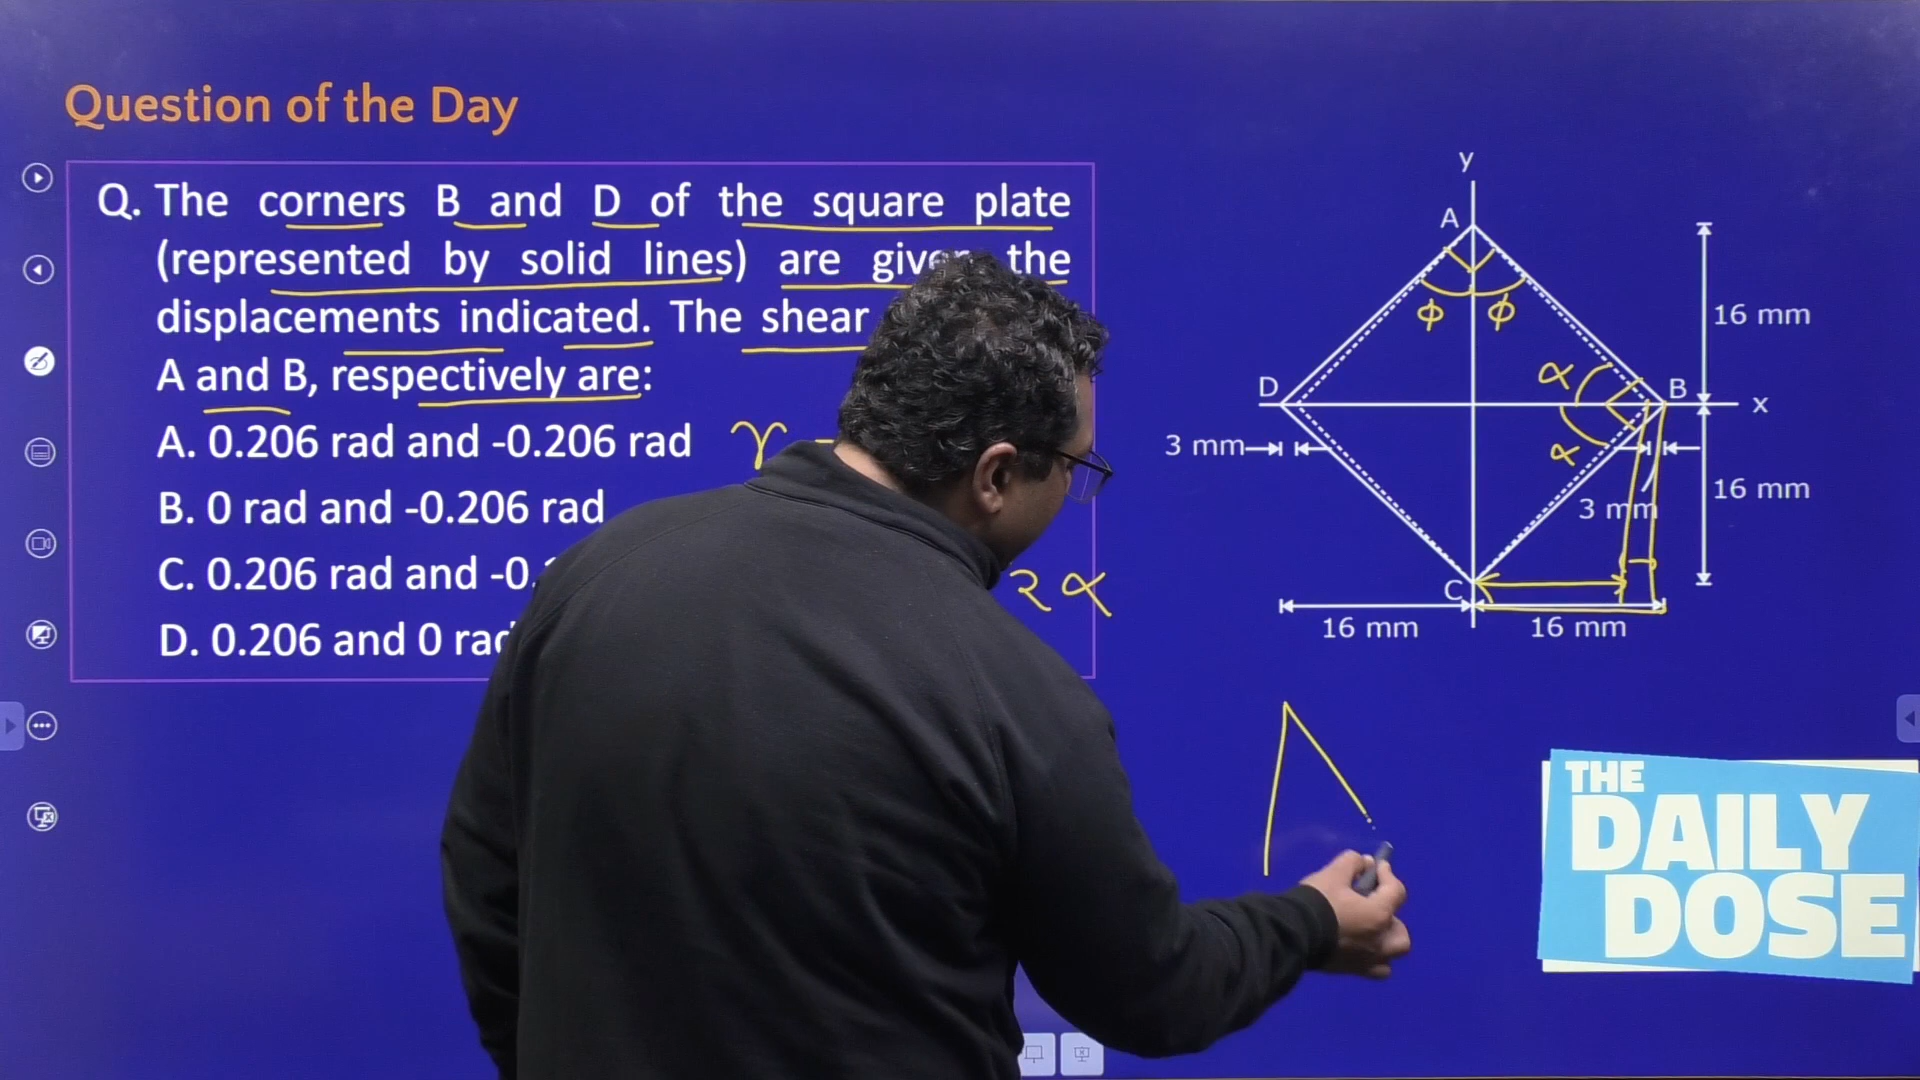 Question of the Day
Q. The corners B and D of the square plate
(represented by solid lines) are given the
displacements indicated. The shear
A and B, respectively are:
A. 0.206 rad and -0.206 rad
γ
B. 0 rad and -0.206 rad
C. 0.206 rad and -0.
2α
D. 0.206 and 0 rad
y
A
16 mm
ϕ ϕ
α
D
B
x
3 mm
α
16 mm
3 mm
C
16 mm
16 mm
THE
DAILY
DOSE